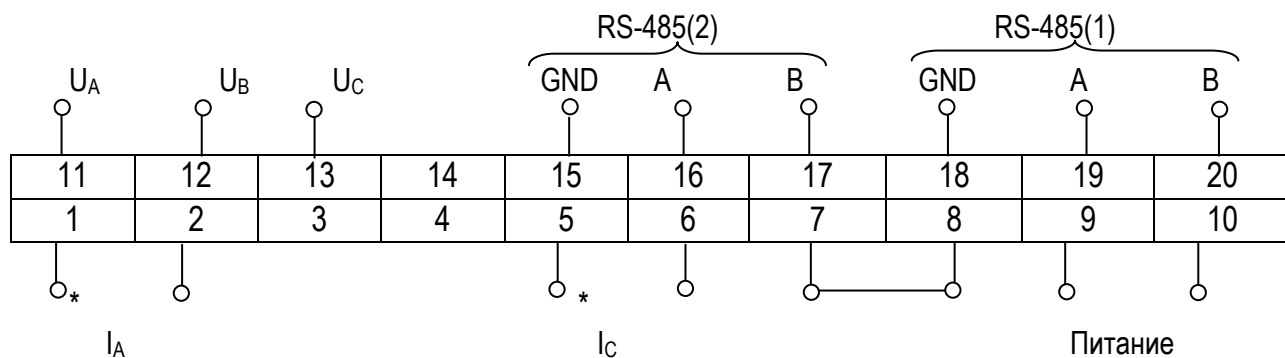 RS-485(2) RS-485(1)
UA UB UC GND A B GND A B
11 12 13 14 15 16 17 18 19 20
1 2 3 4 5 6 7 8 9 10
* *
IA IC Питание